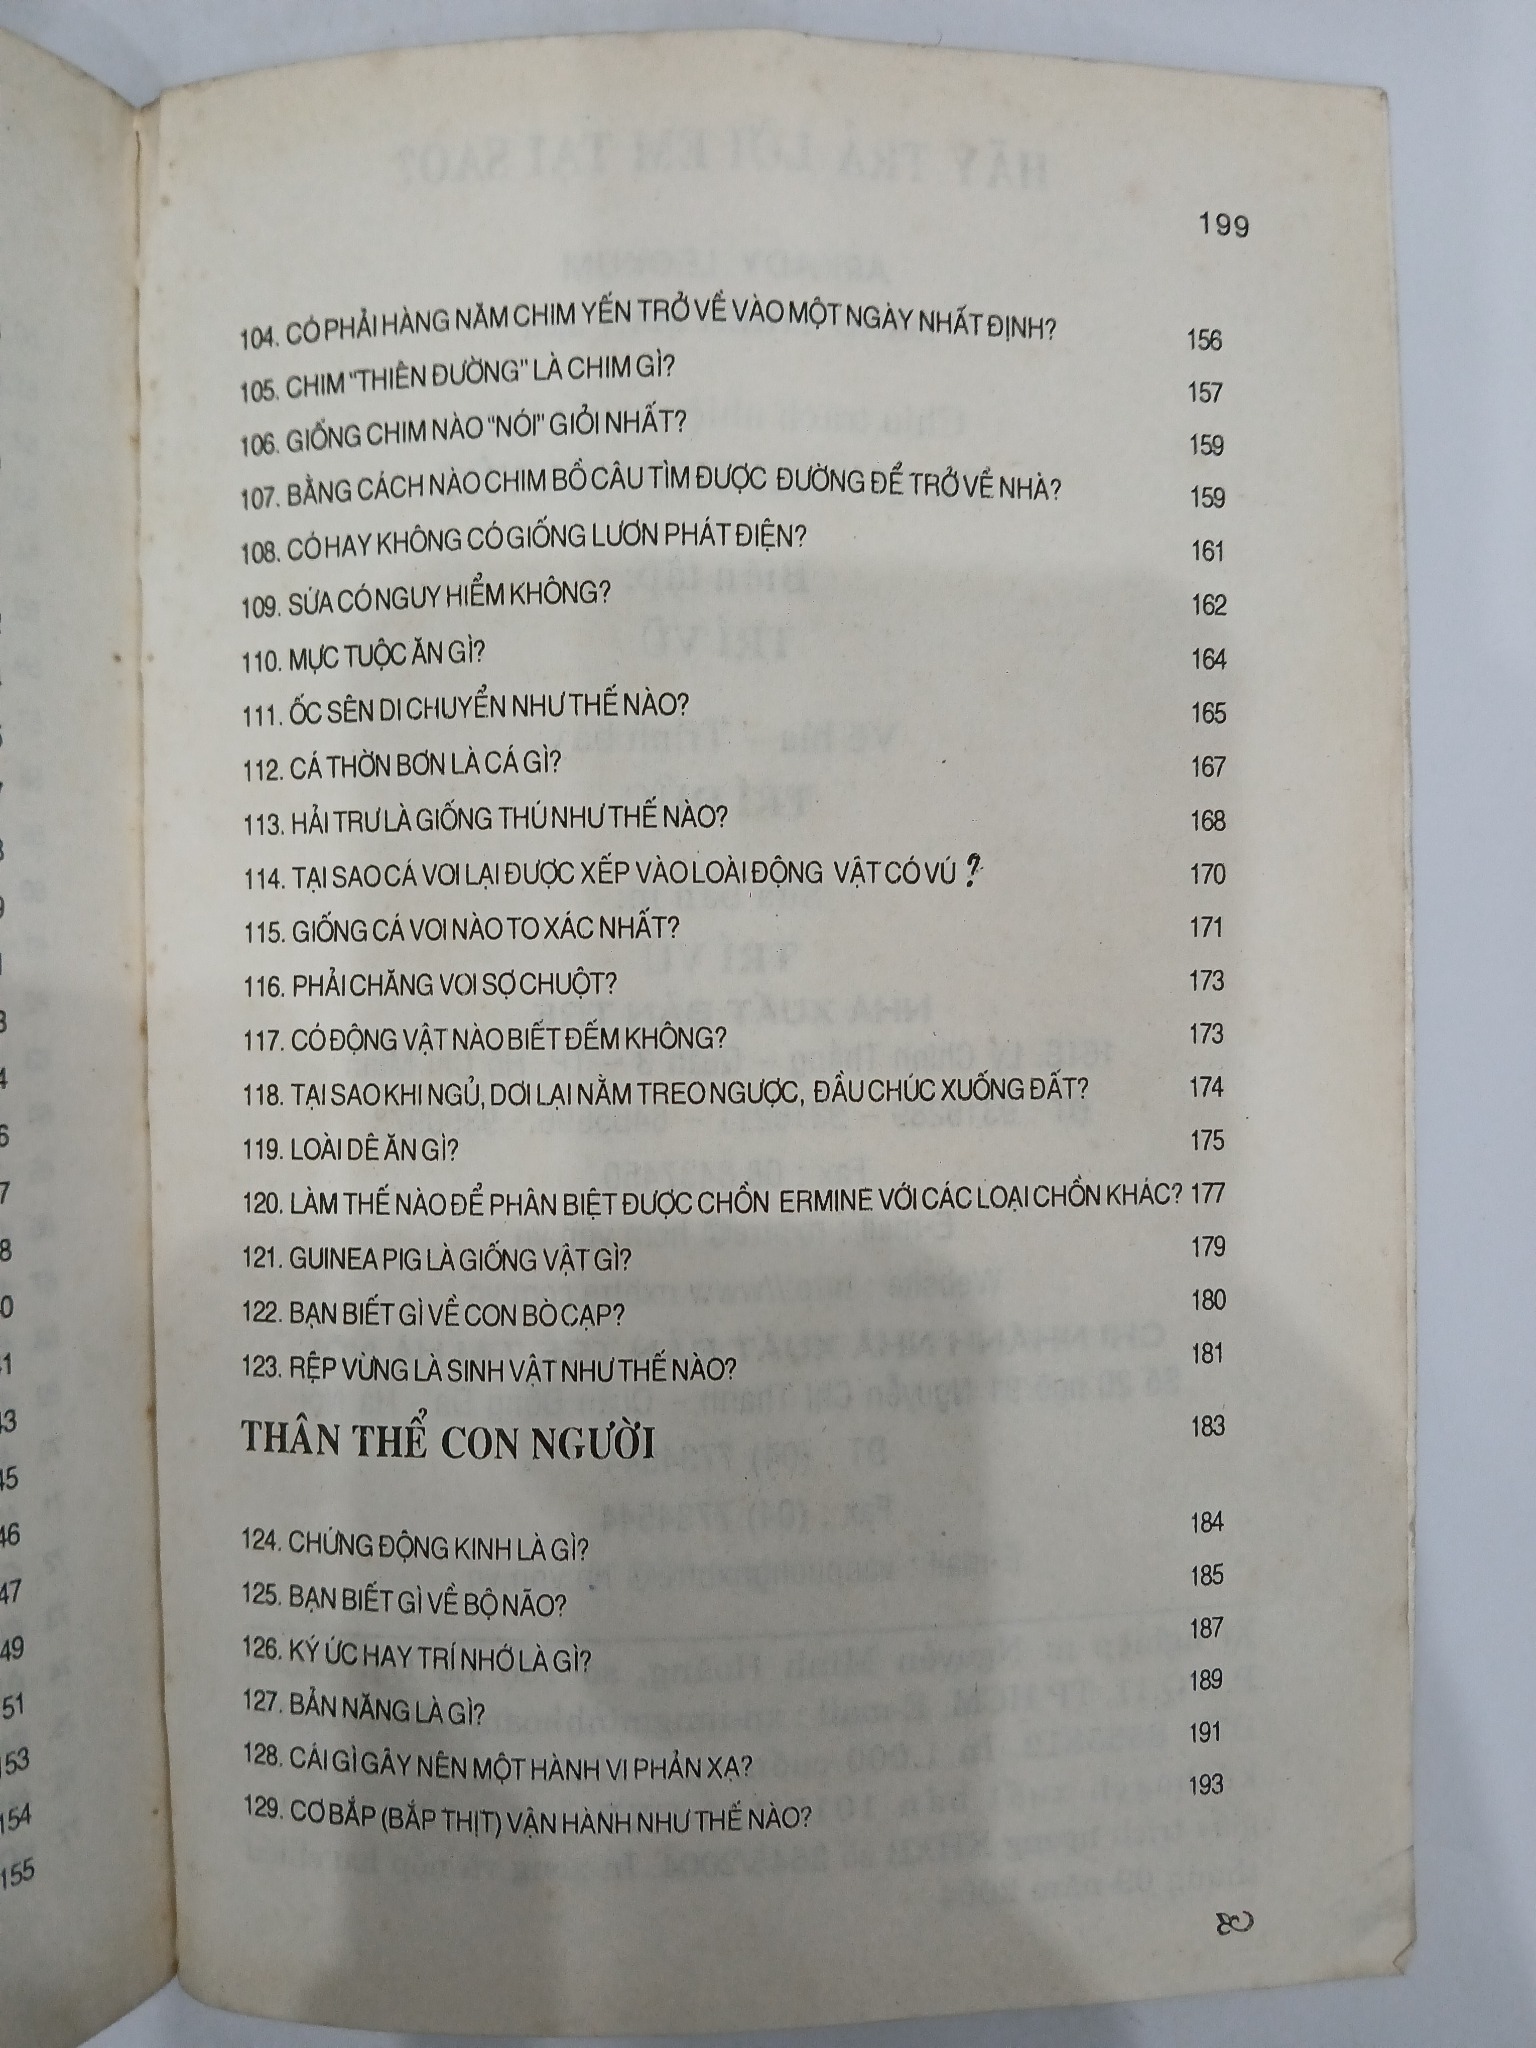 199
104. CÓ PHẢI HÀNG NĂM CHIM YẾN TRỞ VỀ VÀO MỘT NGÀY NHẤT ĐỊNH? 156
105. CHIM "THIÊN ĐƯỜNG" LÀ CHIM GÌ? 157
106. GIỐNG CHIM NÀO "NÓI" GIỎI NHẤT? 159
107. BẰNG CÁCH NÀO CHIM BỒ CÂU TÌM ĐƯỢC ĐƯỜNG ĐỂ TRỞ VỀ NHÀ? 159
108. CÓ HAY KHÔNG CÓ GIỐNG LƯƠN PHÁT ĐIỆN? 161
109. SỨA CÓ NGUY HIỂM KHÔNG? 162
110. MỰC TUỘC ĂN GÌ? 164
111. ỐC SÊN DI CHUYỂN NHƯ THẾ NÀO? 165
112. CÁ THỜN BƠN LÀ CÁ GÌ? 167
113. HẢI TRƯ LÀ GIỐNG THÚ NHƯ THẾ NÀO? 168
114. TẠI SAO CÁ VOI LẠI ĐƯỢC XẾP VÀO LOÀI ĐỘNG VẬT CÓ VÚ ? 170
115. GIỐNG CÁ VOI NÀO TO XÁC NHẤT? 171
116. PHẢI CHĂNG VOI SỢ CHUỘT? 173
117. CÓ ĐỘNG VẬT NÀO BIẾT ĐẾM KHÔNG? 173
118. TẠI SAO KHI NGỦ, DƠI LẠI NẰM TREO NGƯỢC, ĐẦU CHÚC XUỐNG ĐẤT? 174
119. LOÀI DÊ ĂN GÌ? 175
120. LÀM THẾ NÀO ĐỂ PHÂN BIỆT ĐƯỢC CHỒN ERMINE VỚI CÁC LOẠI CHỒN KHÁC? 177
121. GUINEA PIG LÀ GIỐNG VẬT GÌ? 179
122. BẠN BIẾT GÌ VỀ CON BÒ CẠP? 180
123. RỆP VỪNG LÀ SINH VẬT NHƯ THẾ NÀO? 181
THÂN THỂ CON NGƯỜI 183
124. CHỨNG ĐỘNG KINH LÀ GÌ? 184
125. BẠN BIẾT GÌ VỀ BỘ NÃO? 185
126. KÝ ỨC HAY TRÍ NHỚ LÀ GÌ? 187
127. BẢN NĂNG LÀ GÌ? 189
128. CÁI GÌ GÂY NÊN MỘT HÀNH VI PHẢN XẠ? 191
129. CƠ BẮP (BẮP THỊT) VẬN HÀNH NHƯ THẾ NÀO? 193